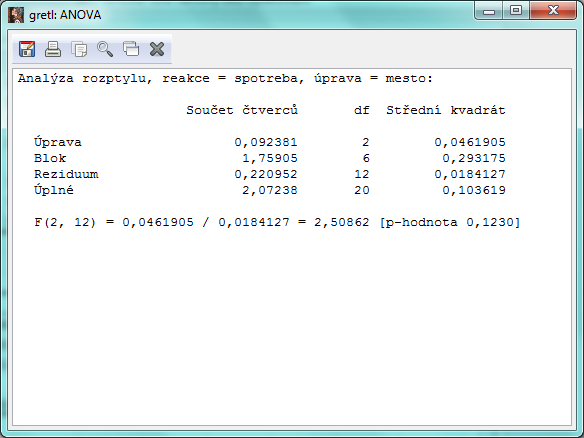 gretl: ANOVA
Analýza rozptylu, reakce = spotreba, úprava = mesto:
Součet čtverců df Střední kvadrát
Úprava 0,092381 2 0,0461905
Blok 1,75905 6 0,293175
Reziduum 0,220952 12 0,0184127
Úplné 2,07238 20 0,103619
F(2, 12) = 0,0461905 / 0,0184127 = 2,50862 [p-hodnota 0,1230]